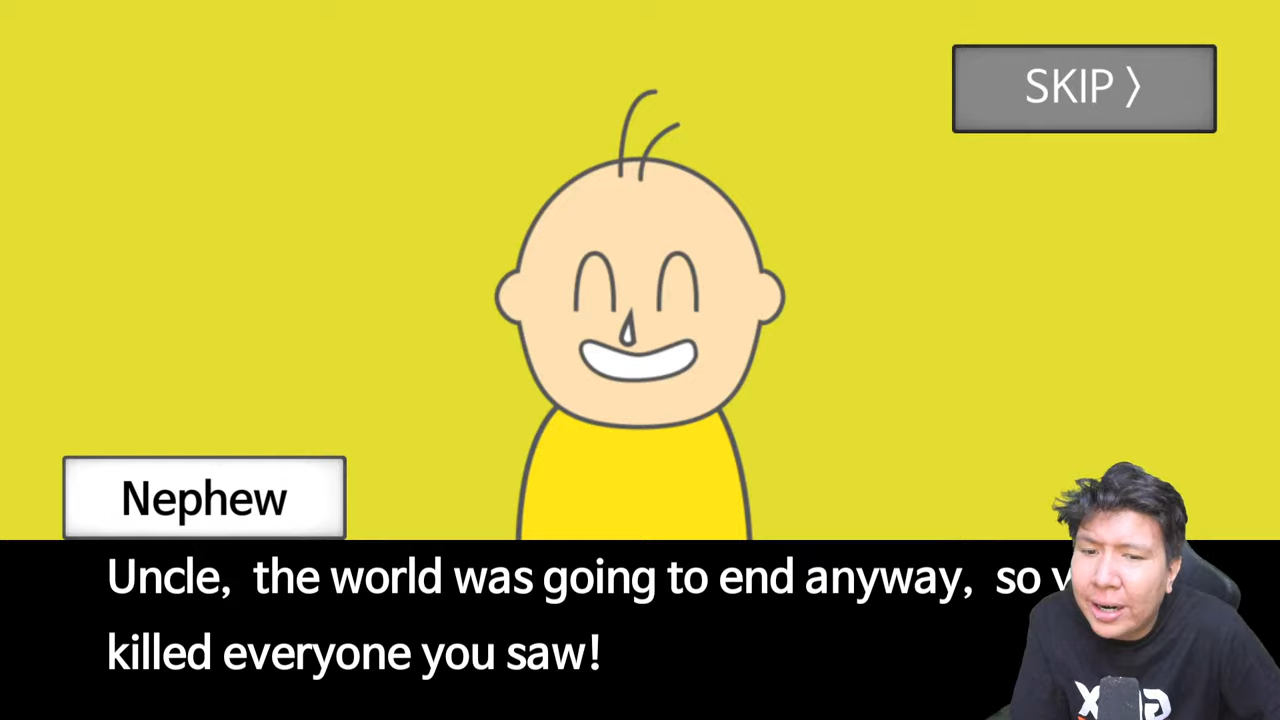 SKIP 〉
Nephew
Uncle, the world was going to end anyway, so
killed everyone you saw!